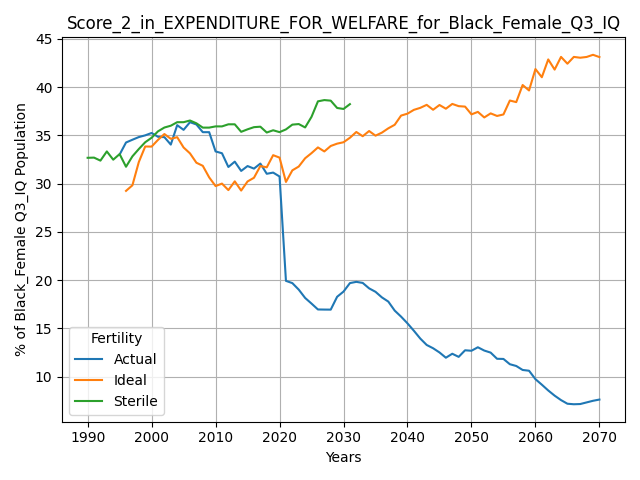 Score_2_in_EXPENDITURE_FOR_WELFARE_for_Black_Female_Q3_IQ
% of Black_Female Q3_IQ Population
45
40
35
30
25
20
15
10
Fertility
Actual
Ideal
Sterile
1990 2000 2010 2020 2030 2040 2050 2060 2070
Years